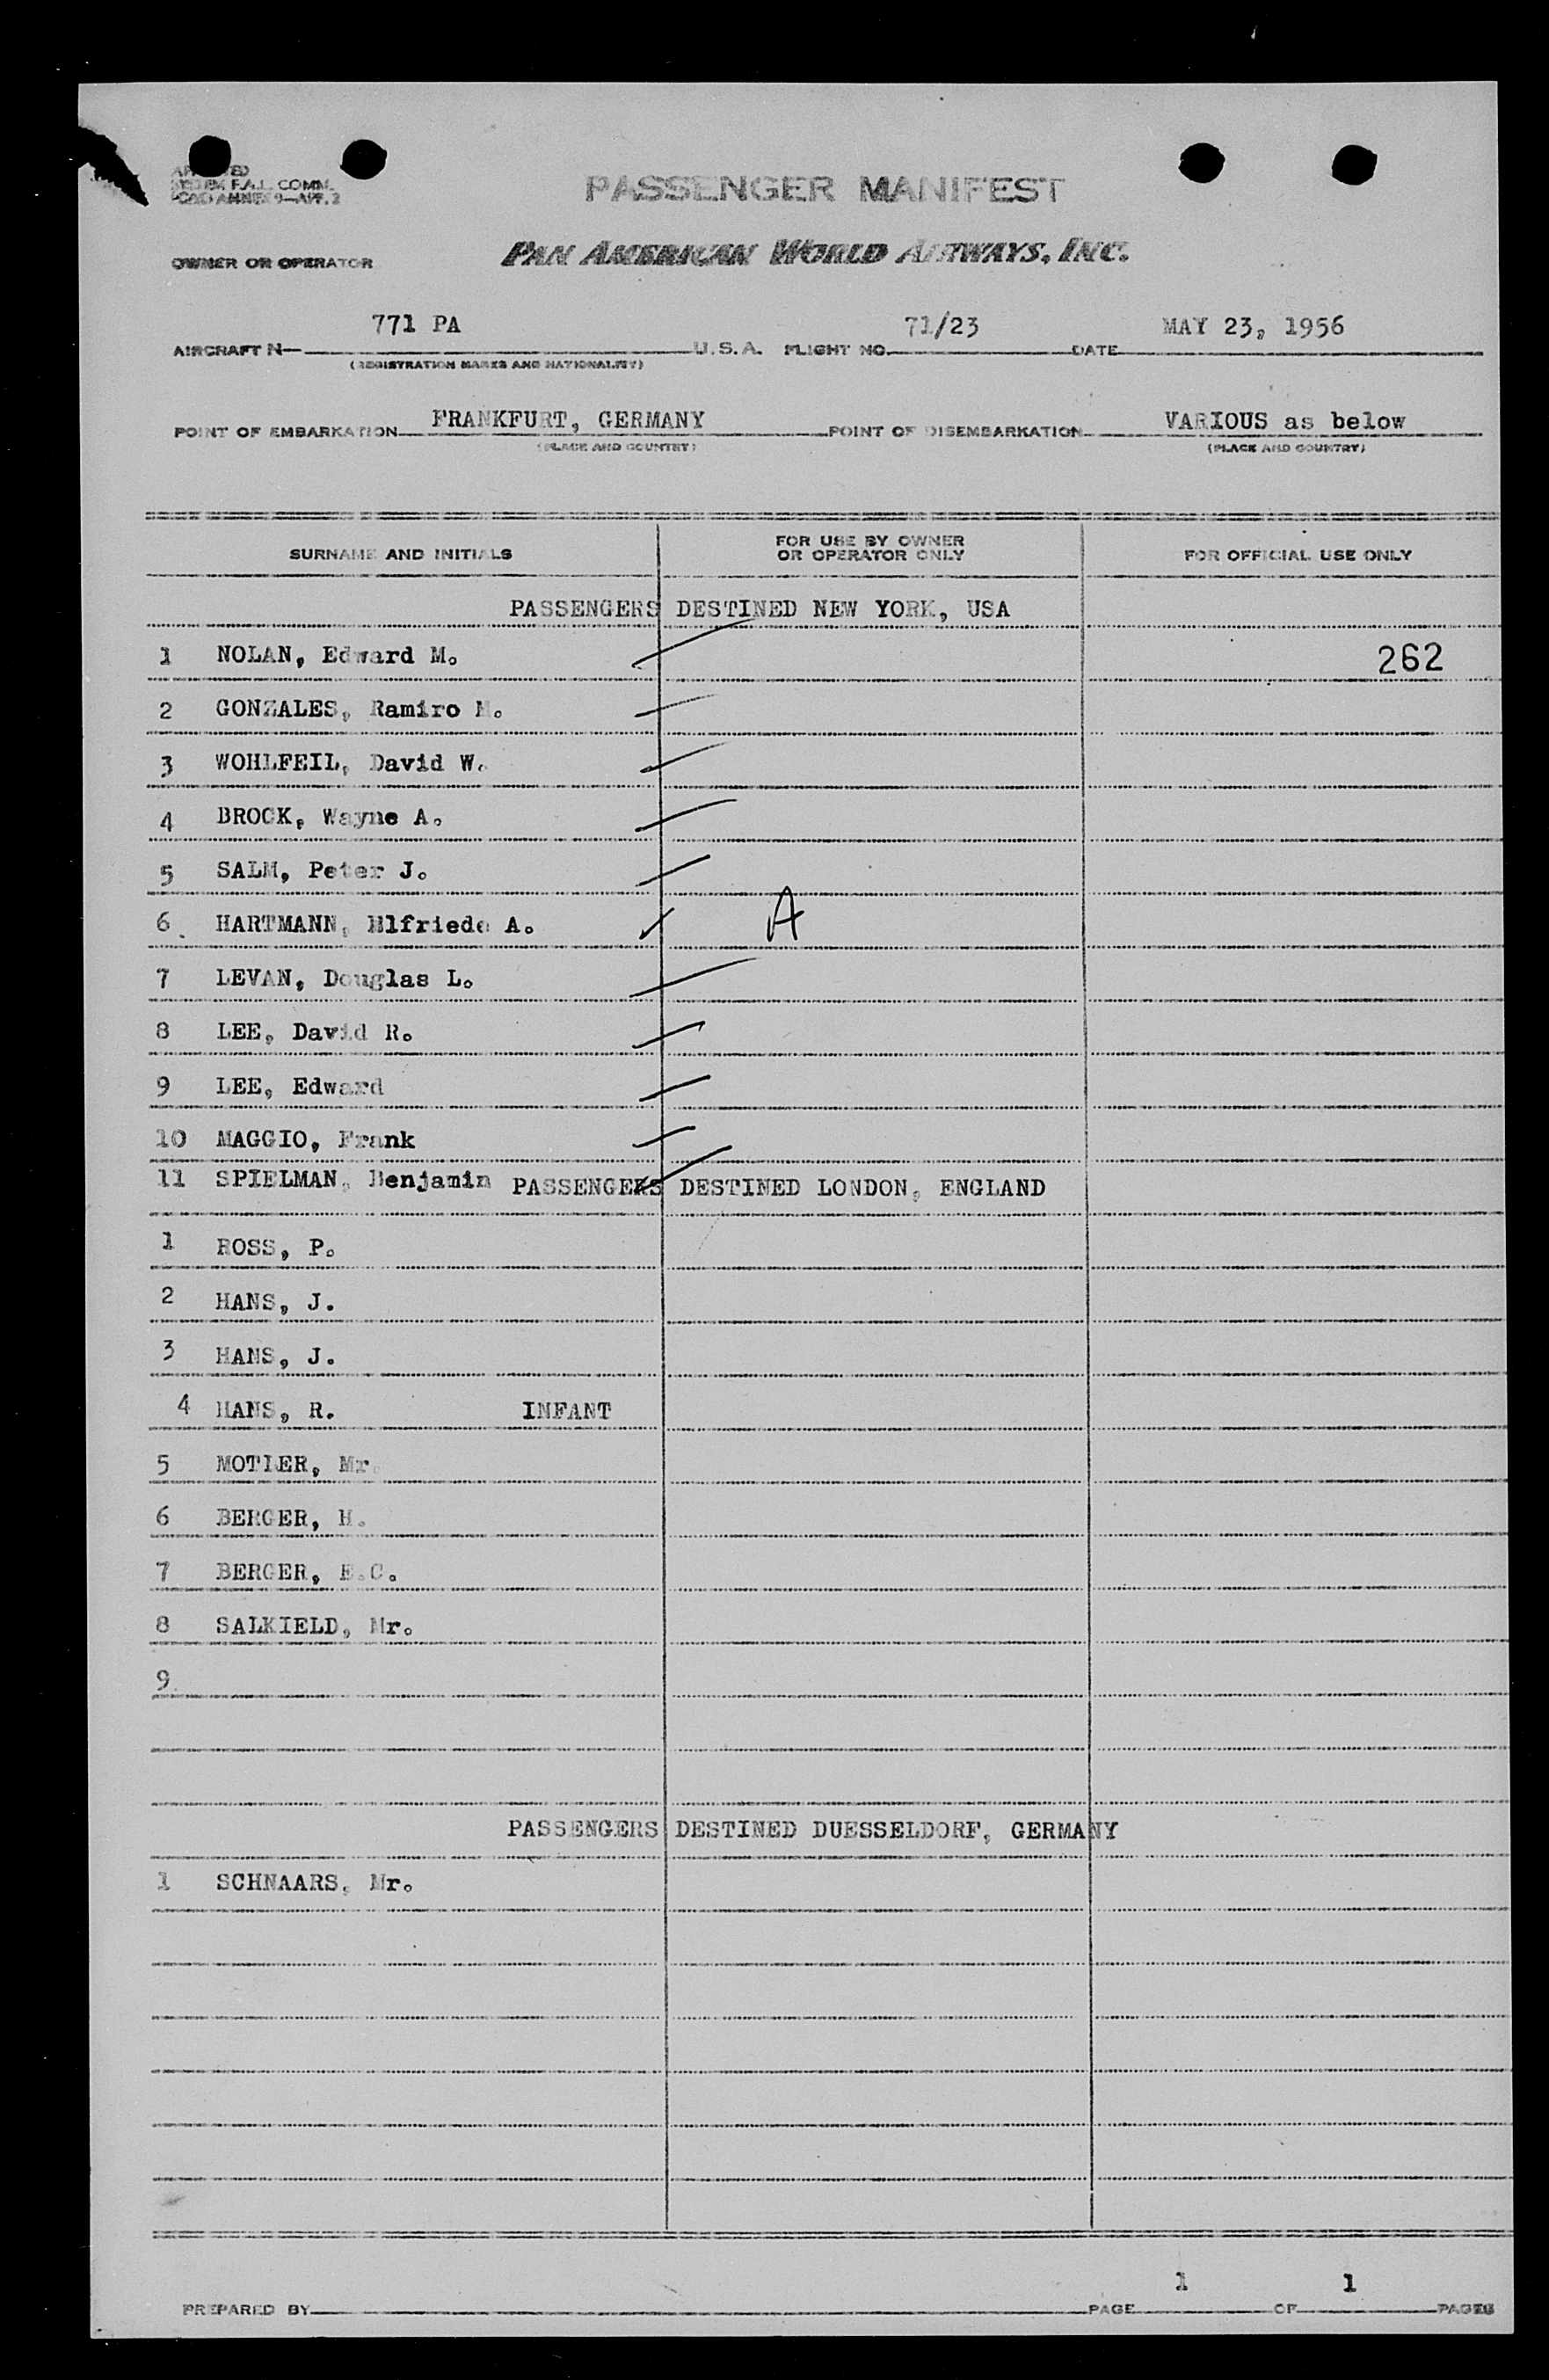 PASSENGER MANIFEST
F.A.L. COMM.
ANNEX 9—APP. 2
OWNER OR OPERATOR PAN AMERICAN WORLD AIRWAYS, INC.
771 PA 71/23 MAY 23, 1956
AIRCRAFT N— U.S.A. FLIGHT NO. DATE
(REGISTRATION MARKS AND NATIONALITY)
POINT OF EMBARKATION FRANKFURT, GERMANY POINT OF DISEMBARKATION VARIOUS as below
(PLACE AND COUNTRY) (PLACE AND COUNTRY)
SURNAME AND INITIALS FOR USE BY OWNER OR OPERATOR ONLY FOR OFFICIAL USE ONLY
PASSENGERS DESTINED NEW YORK, USA
1 NOLAN, Edward M. 262
2 GONZALES, Ramiro M.
3 WOHLFEIL, David W.
4 BROCK, Wayne A.
5 SALM, Peter J.
6 HARTMANN, Elfriede A. A
7 LEVAN, Douglas L.
8 LEE, David R.
9 LEE, Edward
10 MAGGIO, Frank
11 SPIELMAN, Benjamin PASSENGERS DESTINED LONDON, ENGLAND
1 ROSS, P.
2 HANS, J.
3 HANS, J.
4 HANS, R. INFANT
5 MOTIER, Mr.
6 BERGER, H.
7 BERGER, E.C.
8 SALKIELD, Mr.
9
PASSENGERS DESTINED DUESSELDORF, GERMANY
1 SCHNAARS, Mr.
1 1
PREPARED BY PAGE OF PAGES